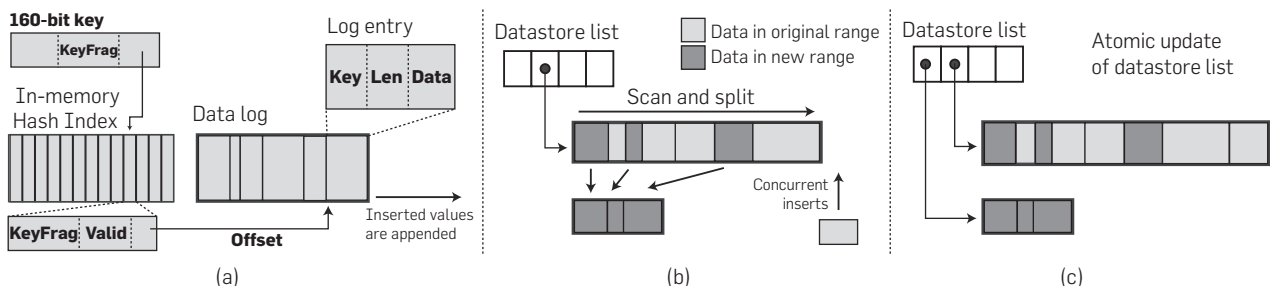 160-bit key
KeyFrag
In-memory
Hash Index
KeyFrag Valid
Offset
Data log
Log entry
Key Len Data
Inserted values
are appended
(a)
Datastore list
Data in original range
Data in new range
Scan and split
Concurrent
inserts
(b)
Datastore list
Atomic update
of datastore list
(c)